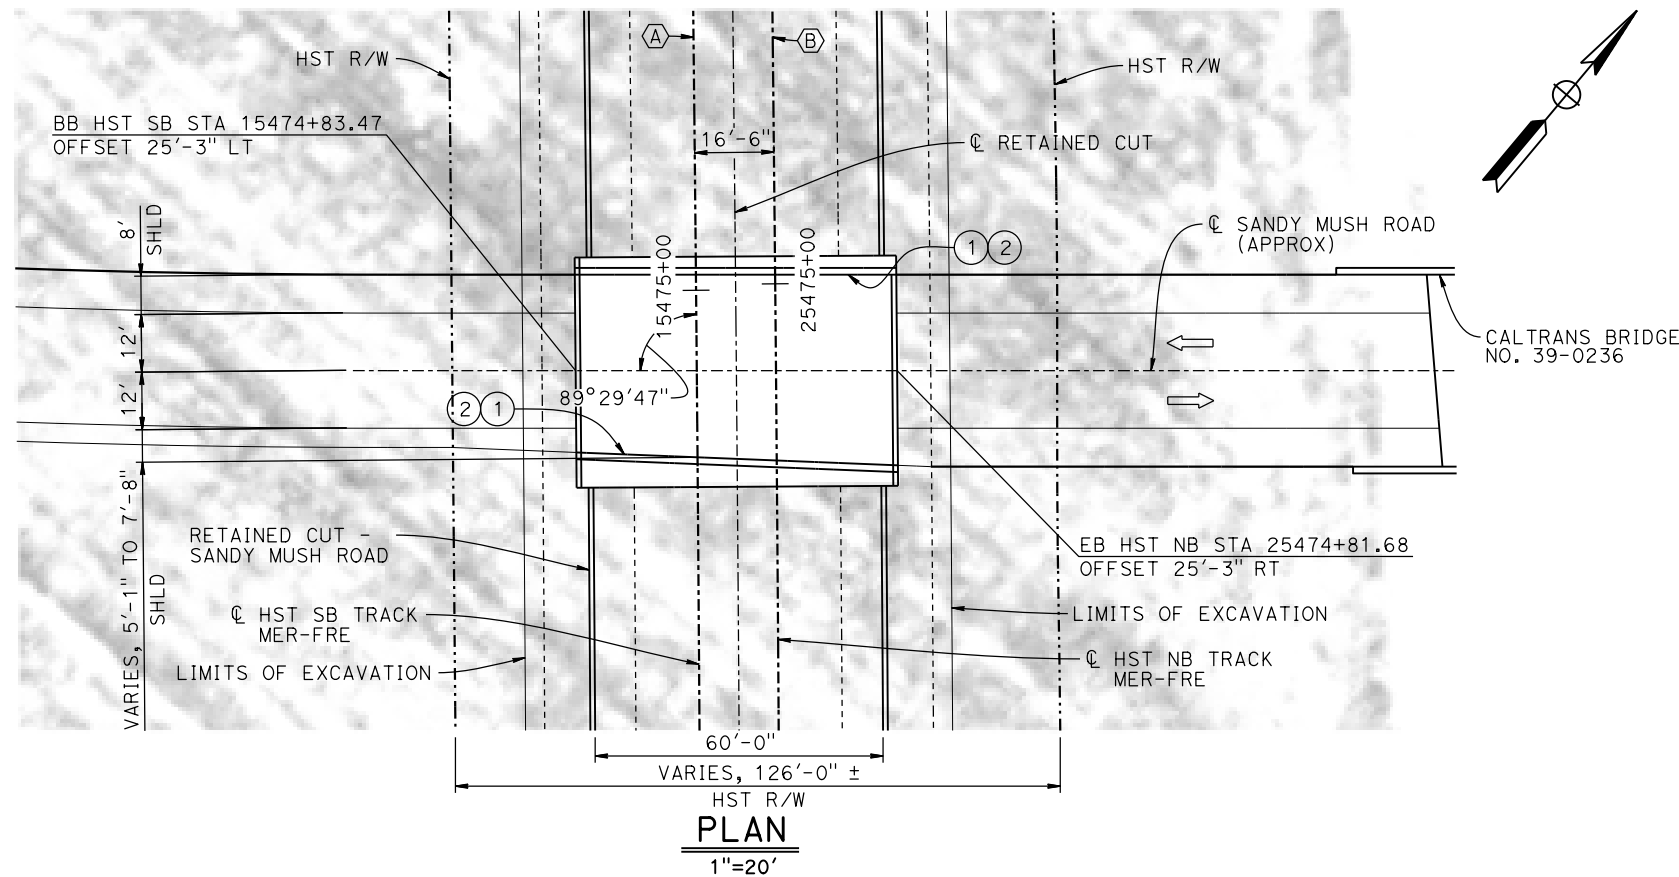 A
B
HST R/W
HST R/W
BB HST SB STA 15474+83.47
OFFSET 25'-3" LT
16'-6"
℄ RETAINED CUT
8'
SHLD
℄ SANDY MUSH ROAD
(APPROX)
1 2
15475+00
25475+00
12'
CALTRANS BRIDGE
NO. 39-0236
12'
89°29'47"
2 1
VARIES, 5'-1" TO 7'-8"
SHLD
RETAINED CUT -
SANDY MUSH ROAD
EB HST NB STA 25474+81.68
OFFSET 25'-3" RT
℄ HST SB TRACK
MER-FRE
LIMITS OF EXCAVATION
LIMITS OF EXCAVATION
℄ HST NB TRACK
MER-FRE
60'-0"
VARIES, 126'-0" ±
HST R/W
PLAN
1"=20'